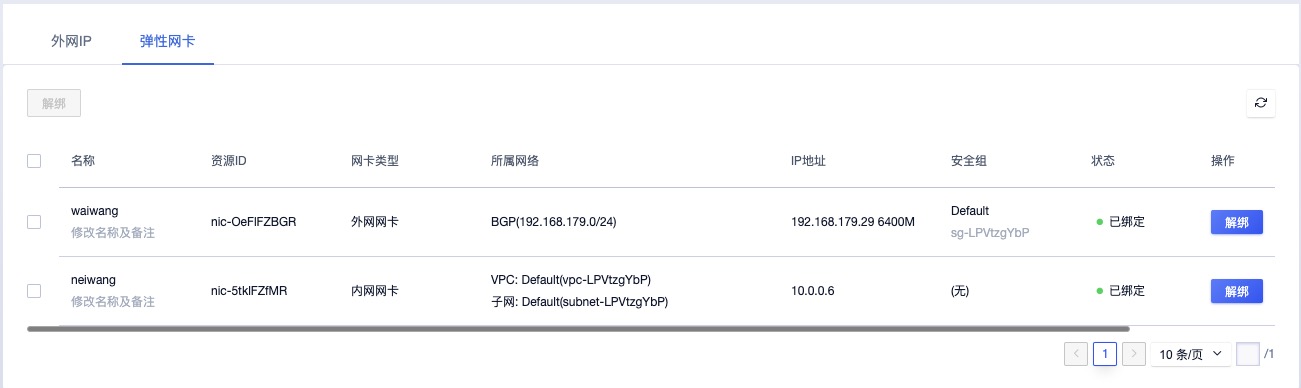 外网IP 弹性网卡
解绑
名称 资源ID 网卡类型 所属网络 IP地址 安全组 状态 操作
waiwang
修改名称及备注
nic-OeFIFZBGR 外网网卡 BGP(192.168.179.0/24) 192.168.179.29 6400M
Default
sg-LPVtzgYbP
已绑定 解绑
neiwang
修改名称及备注
nic-5tkIFZfMR 内网网卡
VPC: Default(vpc-LPVtzgYbP)
子网: Default(subnet-LPVtzgYbP)
10.0.0.6 (无) 已绑定 解绑
1 10 条/页 /1